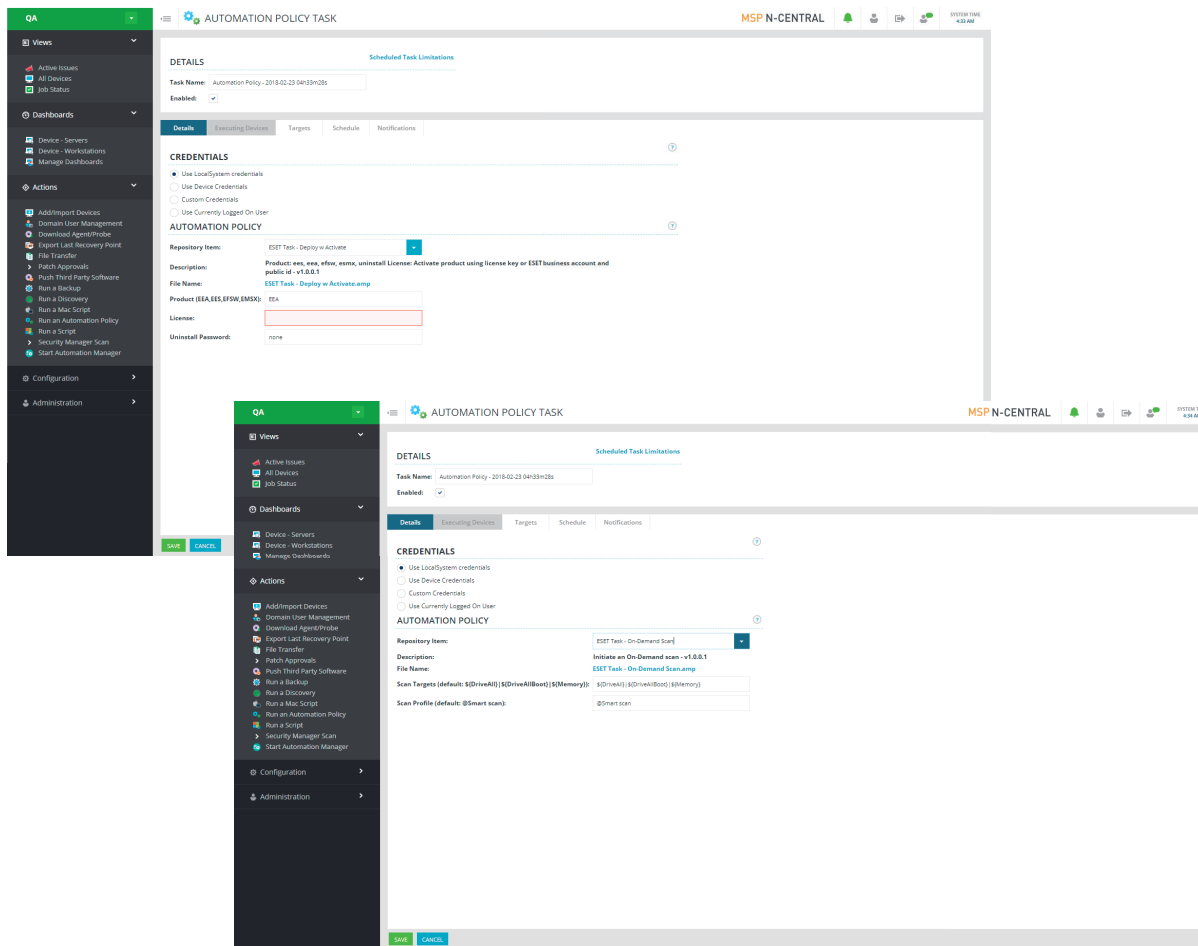 QA
AUTOMATION POLICY TASK
MSP N-CENTRAL
SYSTEM TIME
4:33 AM
Views
Active Issues
All Devices
Job Status
Dashboards
Device - Servers
Device - Workstations
Manage Dashboards
Actions
Add/Import Devices
Domain User Management
Download Agent/Probe
Export Last Recovery Point
File Transfer
Patch Approvals
Push Third Party Software
Run a Backup
Run a Discovery
Run a Mac Script
Run an Automation Policy
Run a Script
Security Manager Scan
Start Automation Manager
Configuration
Administration
DETAILS
Scheduled Task Limitations
Task Name: Automation Policy - 2018-02-23 04h33m28s
Enabled:
Details Executing Devices Targets Schedule Notifications
CREDENTIALS
Use LocalSystem credentials
Use Device Credentials
Custom Credentials
Use Currently Logged On User
AUTOMATION POLICY
Repository Item: ESET Task - Deploy w Activate
Description: Product: ees, eea, efsw, esmx, uninstall License: Activate product using license key or ESET business account and
public id - v1.0.0.1
File Name: ESET Task - Deploy w Activate.amp
Product (EEA,EES,EFSW,EMSX): EEA
License:
Uninstall Password: none
SAVE CANCEL
QA
AUTOMATION POLICY TASK
MSP N-CENTRAL
SYSTEM T
4:34 A
Views
Active Issues
All Devices
Job Status
Dashboards
Device - Servers
Device - Workstations
Manage Dashboards
Actions
Add/Import Devices
Domain User Management
Download Agent/Probe
Export Last Recovery Point
File Transfer
Patch Approvals
Push Third Party Software
Run a Backup
Run a Discovery
Run a Mac Script
Run an Automation Policy
Run a Script
Security Manager Scan
Start Automation Manager
Configuration
Administration
DETAILS
Scheduled Task Limitations
Task Name: Automation Policy - 2018-02-23 04h33m28s
Enabled:
Details Executing Devices Targets Schedule Notifications
CREDENTIALS
Use LocalSystem credentials
Use Device Credentials
Custom Credentials
Use Currently Logged On User
AUTOMATION POLICY
Repository Item: ESET Task - On-Demand Scan
Description: Initiate an On-Demand scan - v1.0.0.1
File Name: ESET Task - On-Demand Scan.amp
Scan Targets (default: ${DriveAll}|${DriveAllBoot}|${Memory}): ${DriveAll}|${DriveAllBoot}|${Memory}
Scan Profile (default: @Smart scan): @Smart scan
SAVE CANCEL